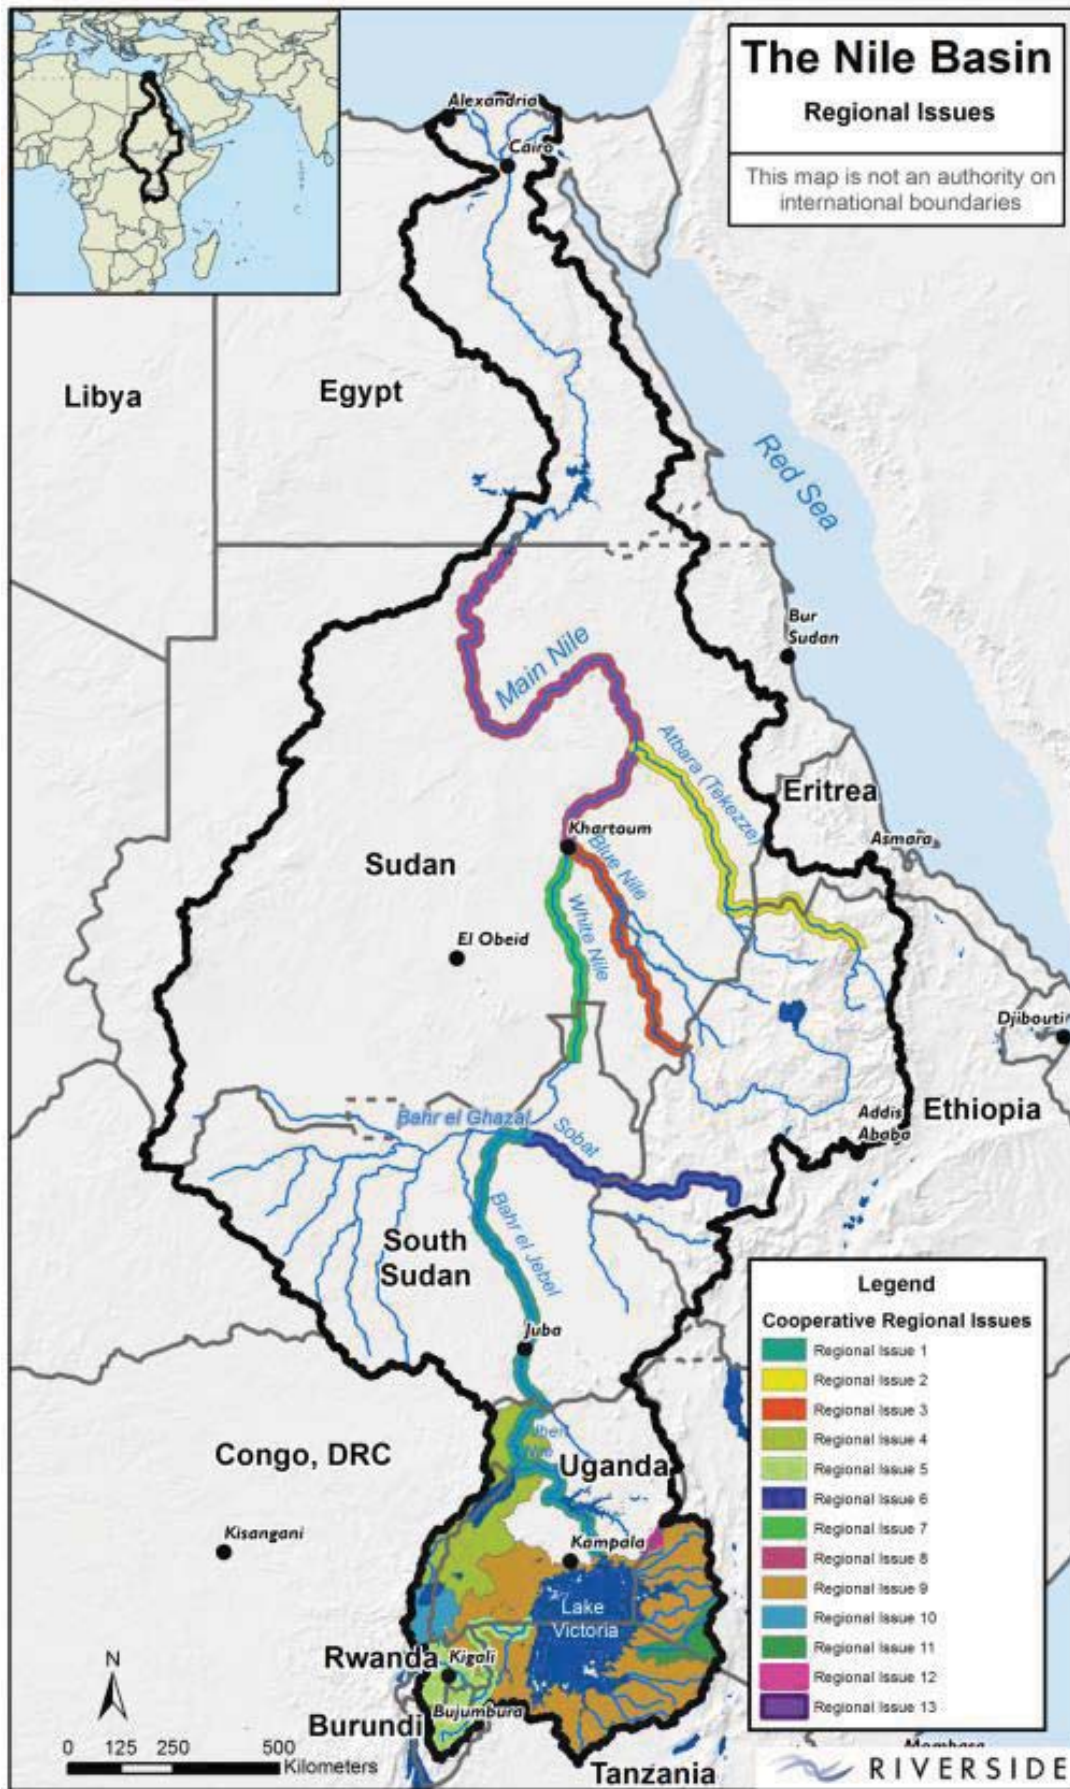 The Nile Basin
Regional Issues
This map is not an authority on
international boundaries
Alexandria
Cairo
Libya
Egypt
Red Sea
Bur
Sudan
Main Nile
Atbara (Tekezze)
Eritrea
Khartoum
Asmara
Blue Nile
Sudan
White Nile
El Obeid
Djibouti
Bahr el Ghazal
Sobat
Addis
Ababa
Ethiopia
Bahr el Jebel
South
Sudan
Juba
Uganda
Congo, DRC
Kisangani
Kampala
Lake
Victoria
Rwanda
Kigali
Burundi
Bujumbura
Tanzania
Mombasa
Legend
Cooperative Regional Issues
Regional Issue 1
Regional Issue 2
Regional Issue 3
Regional Issue 4
Regional Issue 5
Regional Issue 6
Regional Issue 7
Regional Issue 8
Regional Issue 9
Regional Issue 10
Regional Issue 11
Regional Issue 12
Regional Issue 13
N
0 125 250 500
Kilometers
RIVERSIDE